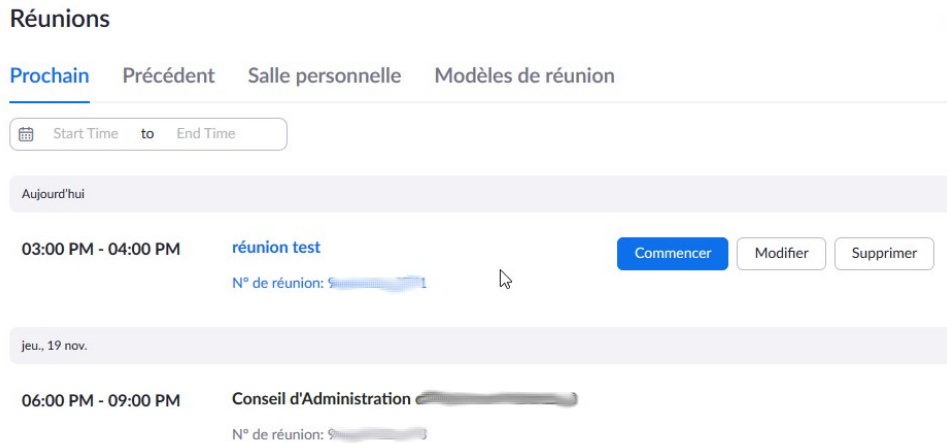 Réunions
Prochain Précédent Salle personnelle Modèles de réunion
Start Time to End Time
Aujourd'hui
03:00 PM - 04:00 PM réunion test Commencer Modifier Supprimer
N° de réunion:
jeu., 19 nov.
06:00 PM - 09:00 PM Conseil d'Administration
N° de réunion: